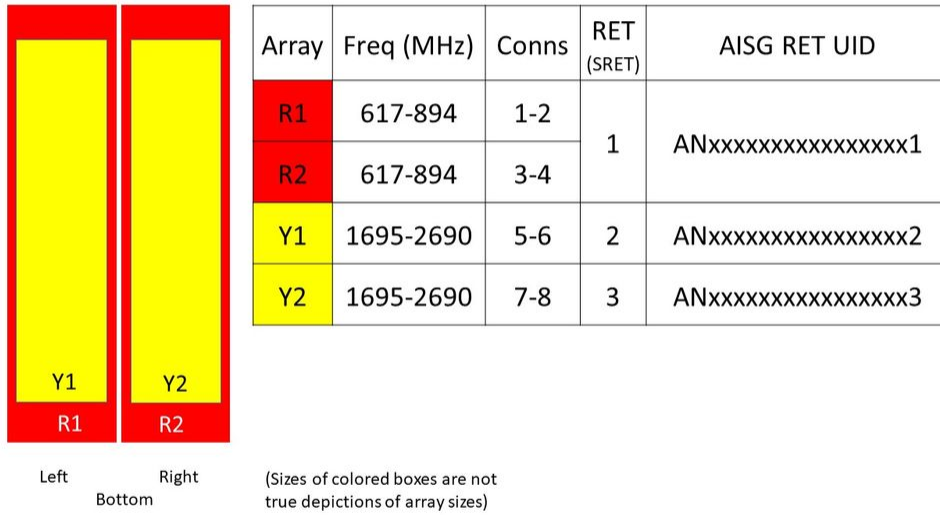 Array Freq (MHz) Conns RET (SRET) AISG RET UID
R1 617-894 1-2
1 ANxxxxxxxxxxxxxxxx1
R2 617-894 3-4
Y1 1695-2690 5-6 2 ANxxxxxxxxxxxxxxxx2
Y2 1695-2690 7-8 3 ANxxxxxxxxxxxxxxxx3
Y1 Y2
R1 R2
Left Right
Bottom
(Sizes of colored boxes are not
true depictions of array sizes)